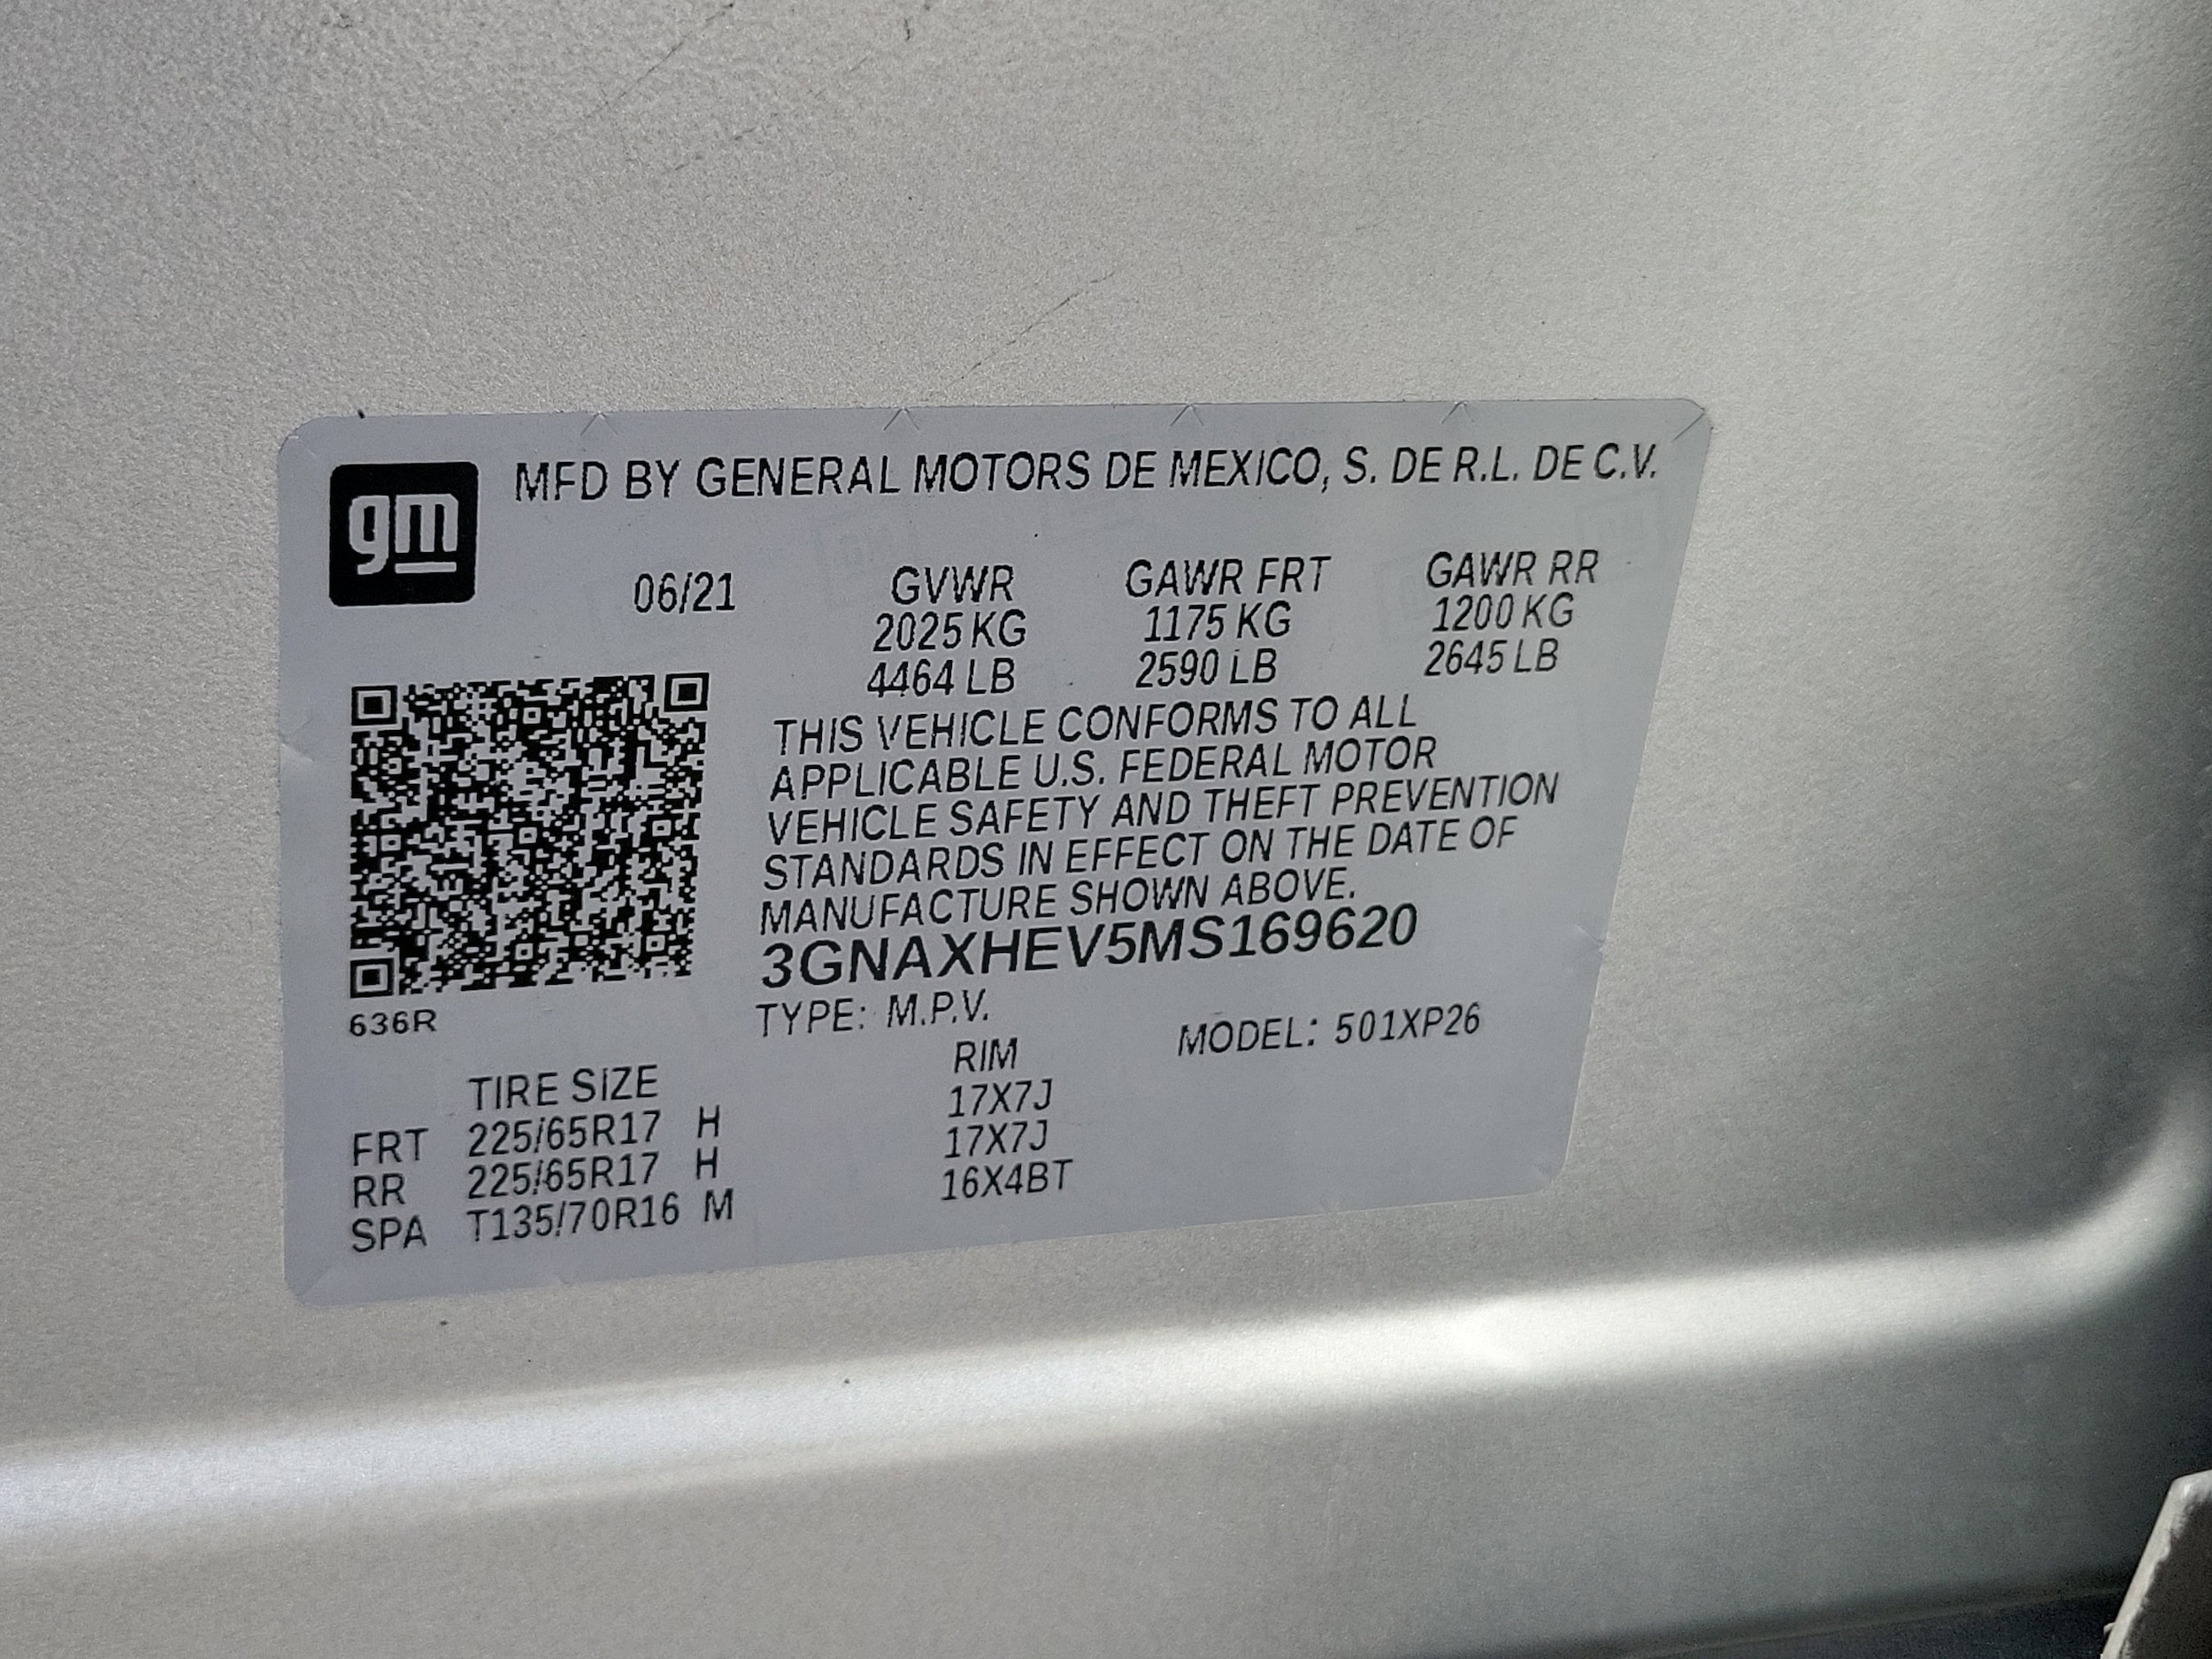 gm
MFD BY GENERAL MOTORS DE MEXICO, S. DE R.L. DE C.V.
06/21 GVWR GAWR FRT GAWR RR
2025 KG 1175 KG 1200 KG
4464 LB 2590 LB 2645 LB
THIS VEHICLE CONFORMS TO ALL
APPLICABLE U.S. FEDERAL MOTOR
VEHICLE SAFETY AND THEFT PREVENTION
STANDARDS IN EFFECT ON THE DATE OF
MANUFACTURE SHOWN ABOVE.
3GNAXHEV5MS169620
636R
TYPE: M.P.V. MODEL: 501XP26
TIRE SIZE RIM
FRT 225/65R17 H 17X7J
RR 225/65R17 H 17X7J
SPA T135/70R16 M 16X4BT